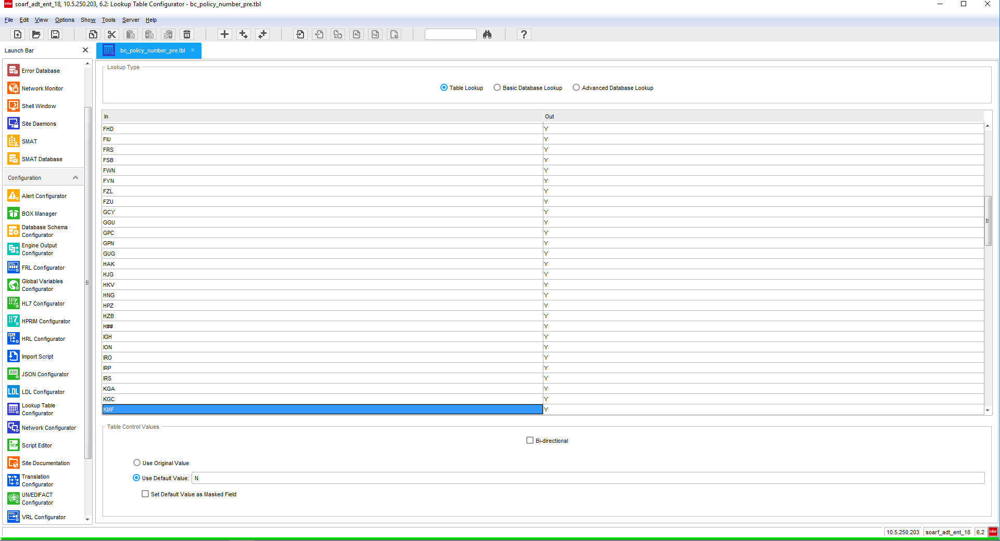 infor soarf_adt_ent_18, 10.5.250.203, 6.2: Lookup Table Configurator - bc_policy_number_pre.tbl
File Edit View Options Show Tools Server Help
?
Launch Bar
bc_policy_number_pre.tbl
Error Database
Network Monitor
Shell Window
Site Daemons
SMAT
SMAT Database
Configuration
Alert Configurator
BOX Manager
Database Schema
Configurator
Engine Output
Configurator
FRL Configurator
Global Variables
Configurator
HL7 Configurator
HPRIM Configurator
HRL Configurator
Import Script
JSON Configurator
LDL Configurator
Lookup Table
Configurator
Network Configurator
Script Editor
Site Documentation
Translation
Configurator
UN/EDIFACT
Configurator
VRL Configurator
Lookup Type
Table Lookup Basic Database Lookup Advanced Database Lookup
In Out
FHD Y
FIU Y
FRS Y
FSB Y
FWN Y
FYN Y
FZL Y
FZU Y
GCY Y
GGU Y
GPC Y
GPN Y
GUG Y
HAK Y
HJG Y
HKV Y
HNG Y
HPZ Y
HZB Y
H## Y
IGH Y
ION Y
IRO Y
IRP Y
IRS Y
KGA Y
KGC Y
KMF Y
Table Control Values
Bi-directional
Use Original Value
Use Default Value: N
Set Default Value as Masked Field
10.5.250.203 soarf_adt_ent_18 6.2 infor